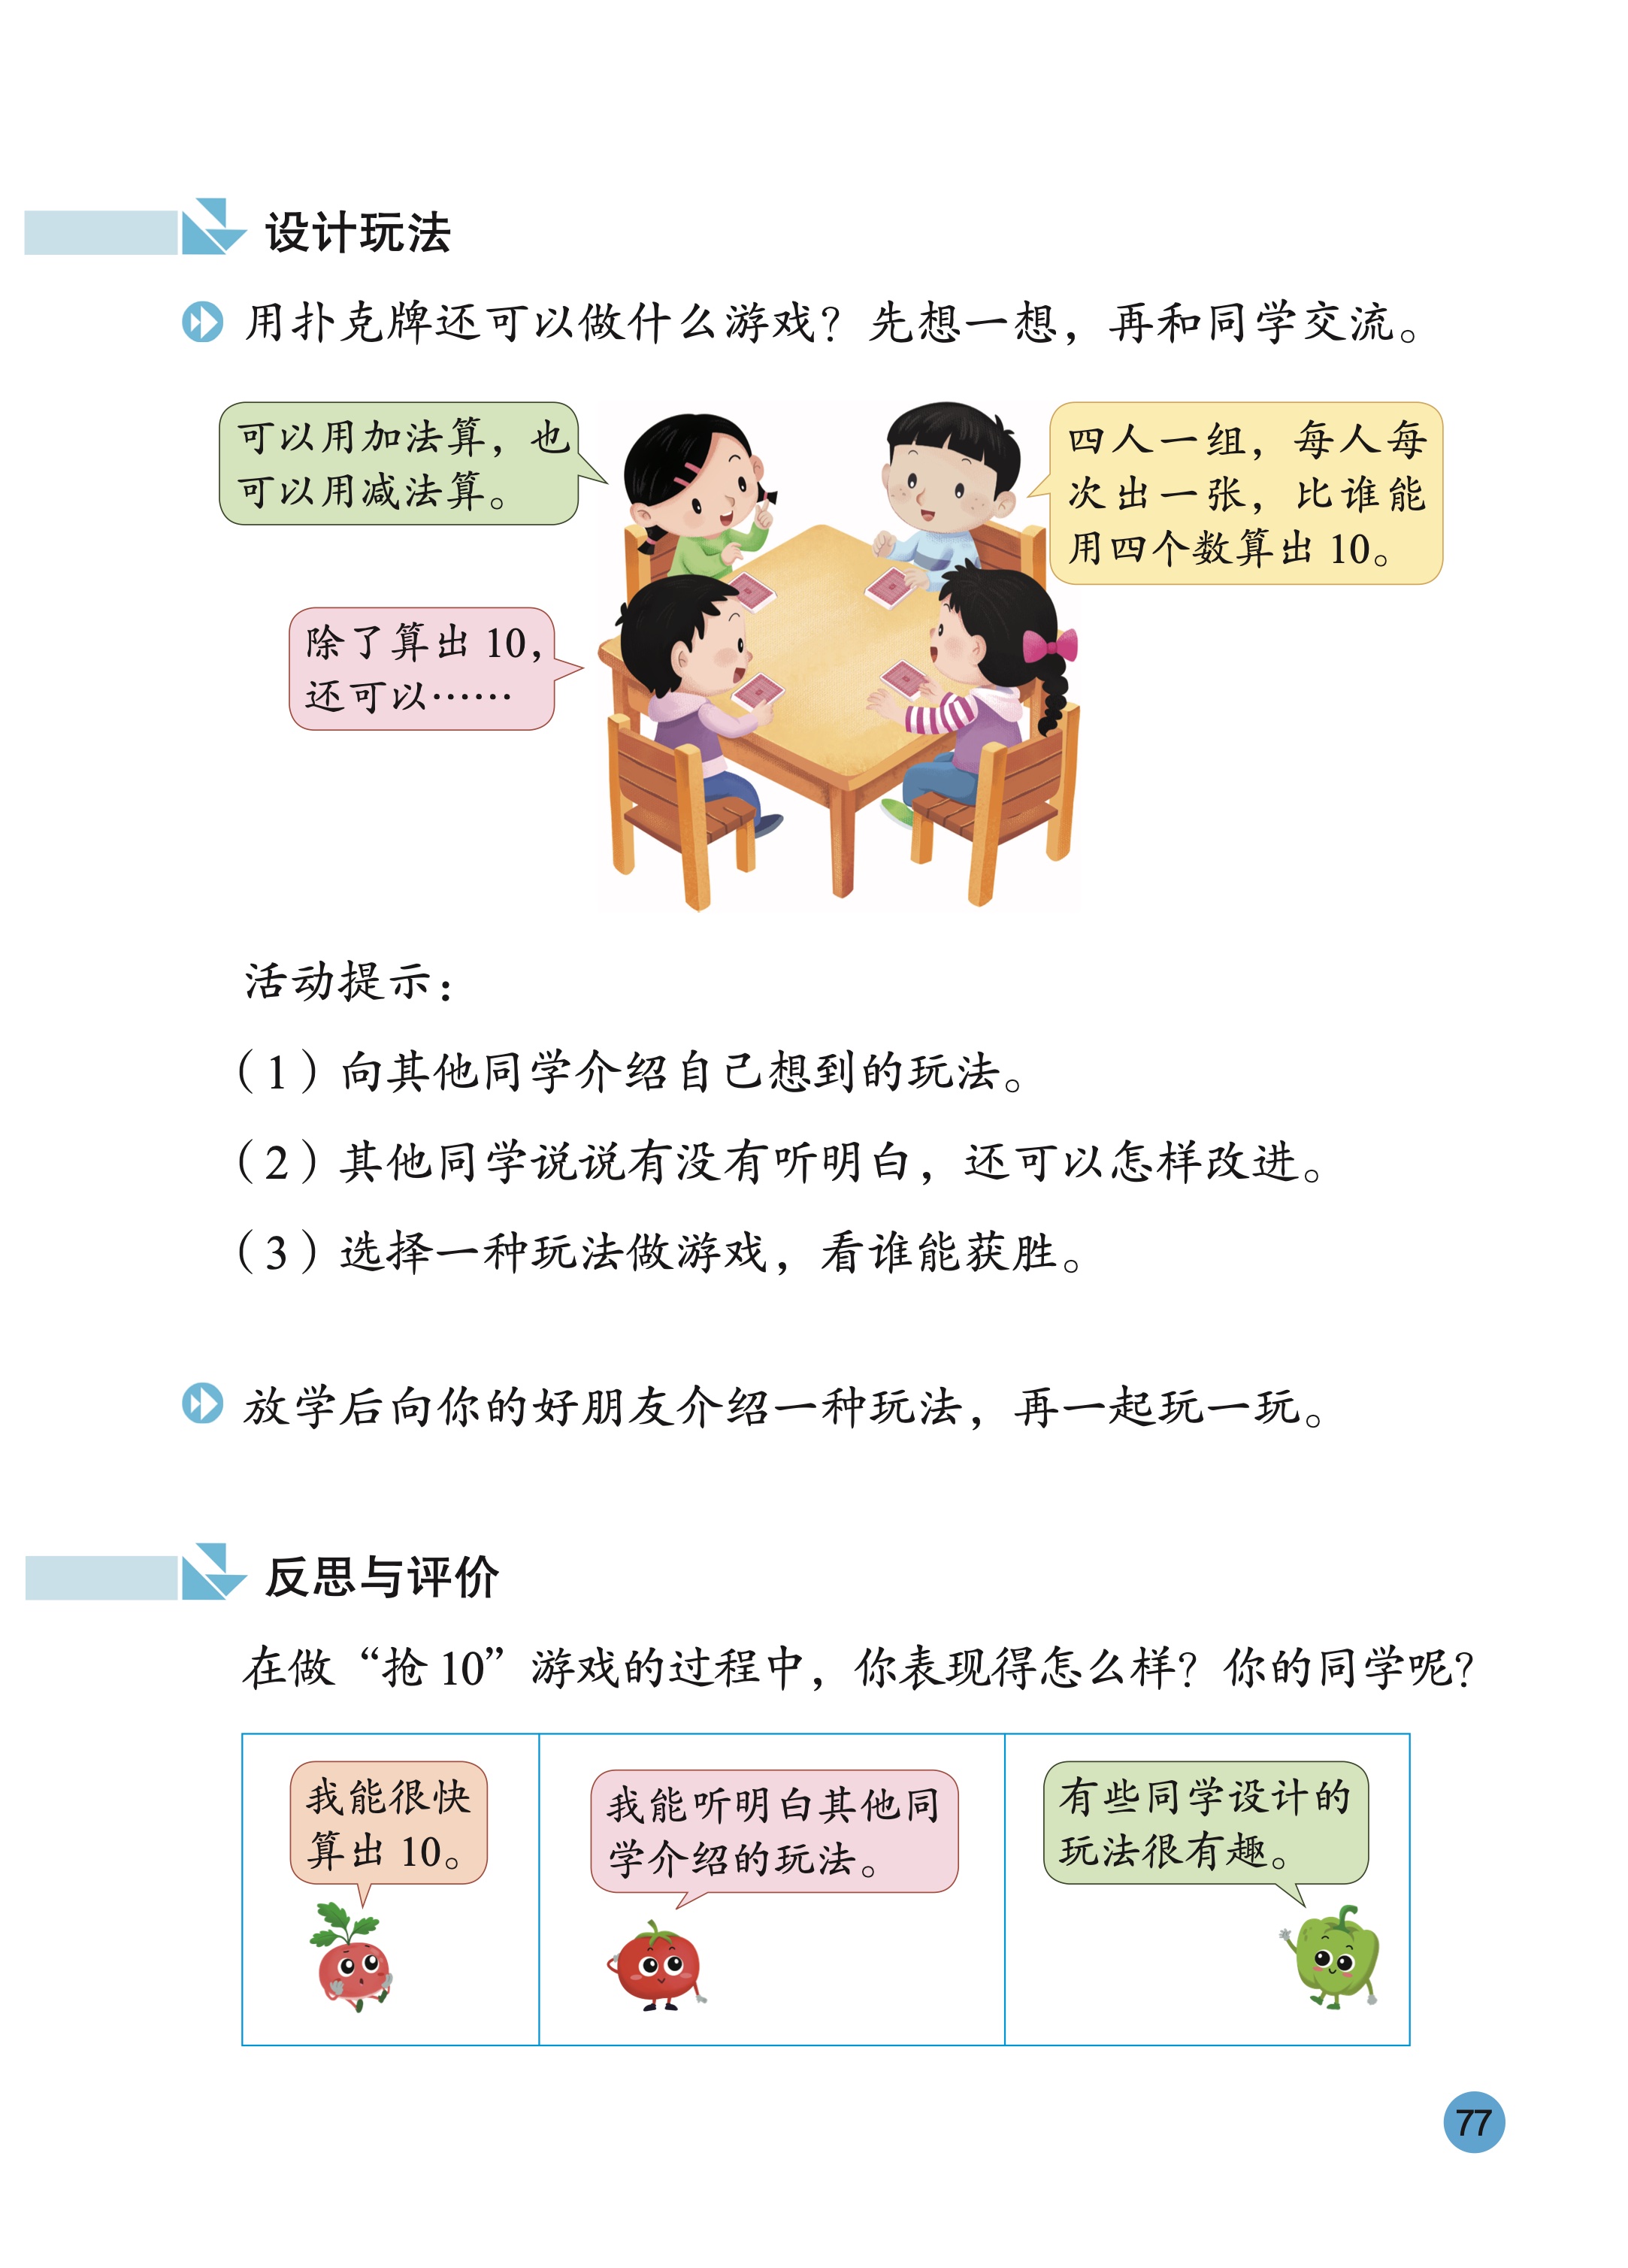 设计玩法
用扑克牌还可以做什么游戏？先想一想，再和同学交流。
可以用加法算，也
可以用减法算。
四人一组，每人每
次出一张，比谁能
用四个数算出 10。
除了算出 10，
还可以……
活动提示：
（1）向其他同学介绍自己想到的玩法。
（2）其他同学说说有没有听明白，还可以怎样改进。
（3）选择一种玩法做游戏，看谁能获胜。
放学后向你的好朋友介绍一种玩法，再一起玩一玩。
反思与评价
在做“抢 10”游戏的过程中，你表现得怎么样？你的同学呢？
我能很快
算出 10。
我能听明白其他同
学介绍的玩法。
有些同学设计的
玩法很有趣。
77